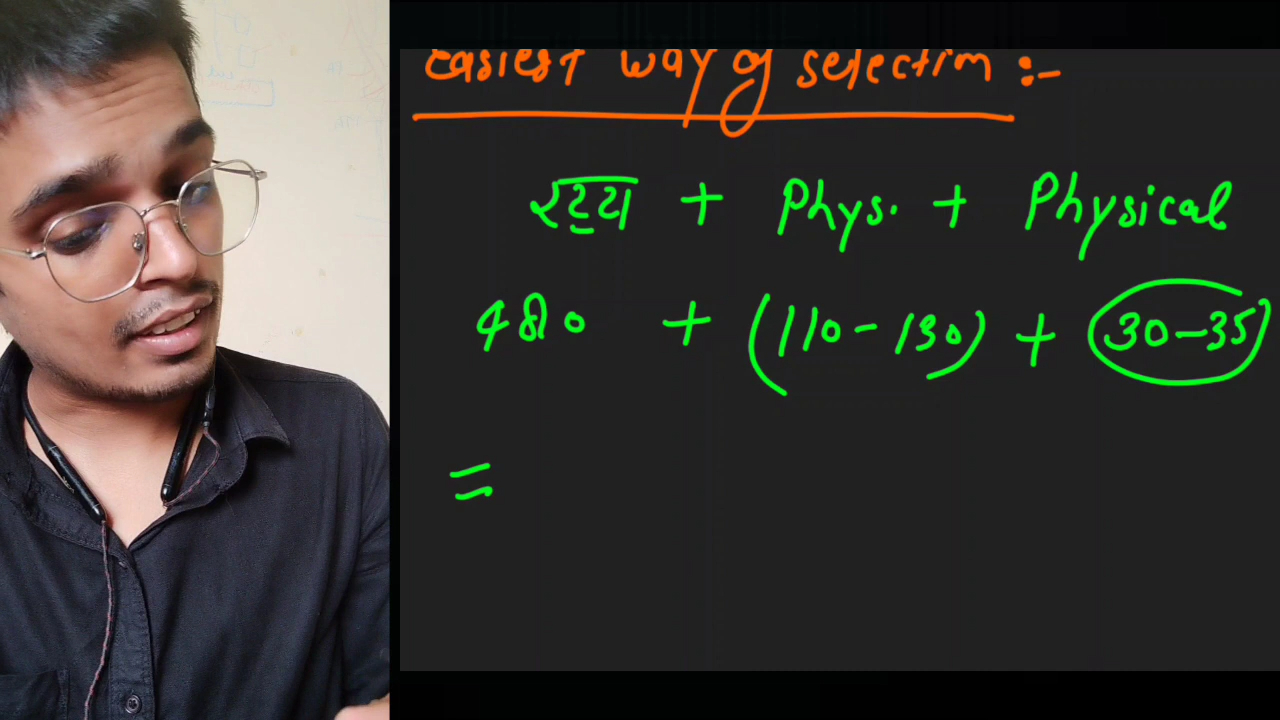 Easiest way of selection :-
रट्टा + Phys. + Physical
480 + (110-130) + (30-35)
=